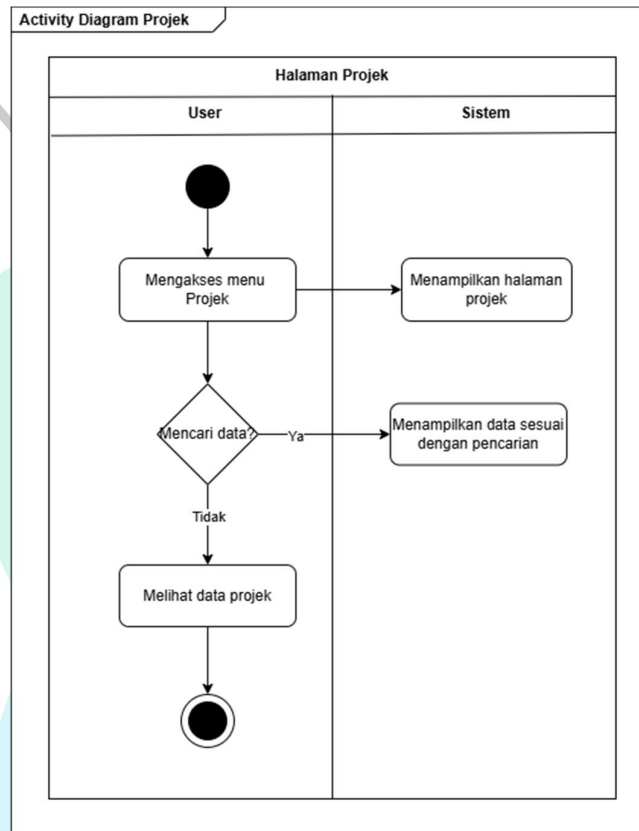 Activity Diagram Projek
Halaman Projek
User
Sistem
Mengakses menu
Projek
Menampilkan halaman
projek
Mencari data?
Ya
Menampilkan data sesuai
dengan pencarian
Tidak
Melihat data projek